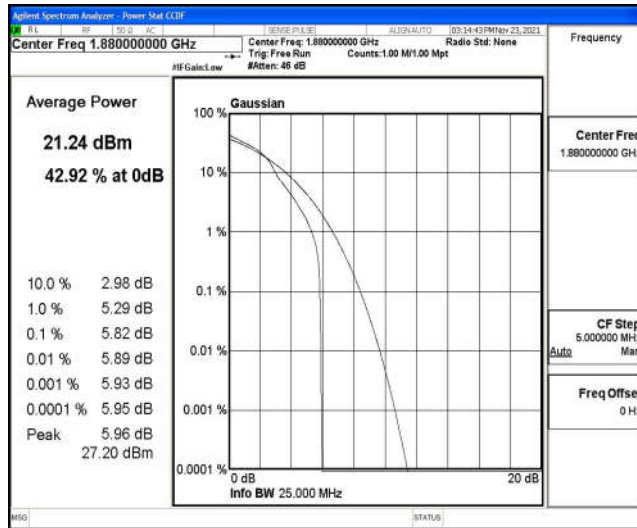 Agilent Spectrum Analyzer - Power Stat CCDF
RL RF 50 Ω AC SENSE:PULSE ALIGN AUTO 03:14:43 PM Nov 23, 2021
Center Freq 1.880000000 GHz
Center Freq: 1.880000000 GHz Radio Std: None
Trig: Free Run Counts:1.00 M/1.00 Mpt
#IFGain:Low #Atten: 46 dB
Frequency
Average Power
21.24 dBm
42.92 % at 0dB
10.0 % 2.98 dB
1.0 % 5.29 dB
0.1 % 5.82 dB
0.01 % 5.89 dB
0.001 % 5.93 dB
0.0001 % 5.95 dB
Peak 5.96 dB
27.20 dBm
Gaussian
100 %
10 %
1 %
0.1 %
0.01 %
0.001 %
0.0001 %
0 dB 20 dB
Info BW 25.000 MHz
Center Freq
1.880000000 GHz
CF Step
5.000000 MHz
Auto Man
Freq Offset
0 Hz
MSG STATUS